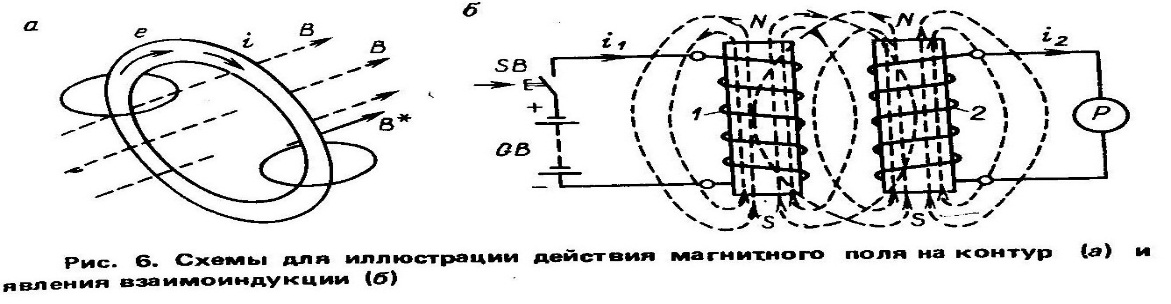 а
e
i
B
B
B*
б
SB
+
GB
–
i₁
1
N
N
S
N
2
S
i₂
P
Рис. 6. Схемы для иллюстрации действия магнитного поля на контур (а) и
явления взаимоиндукции (б)